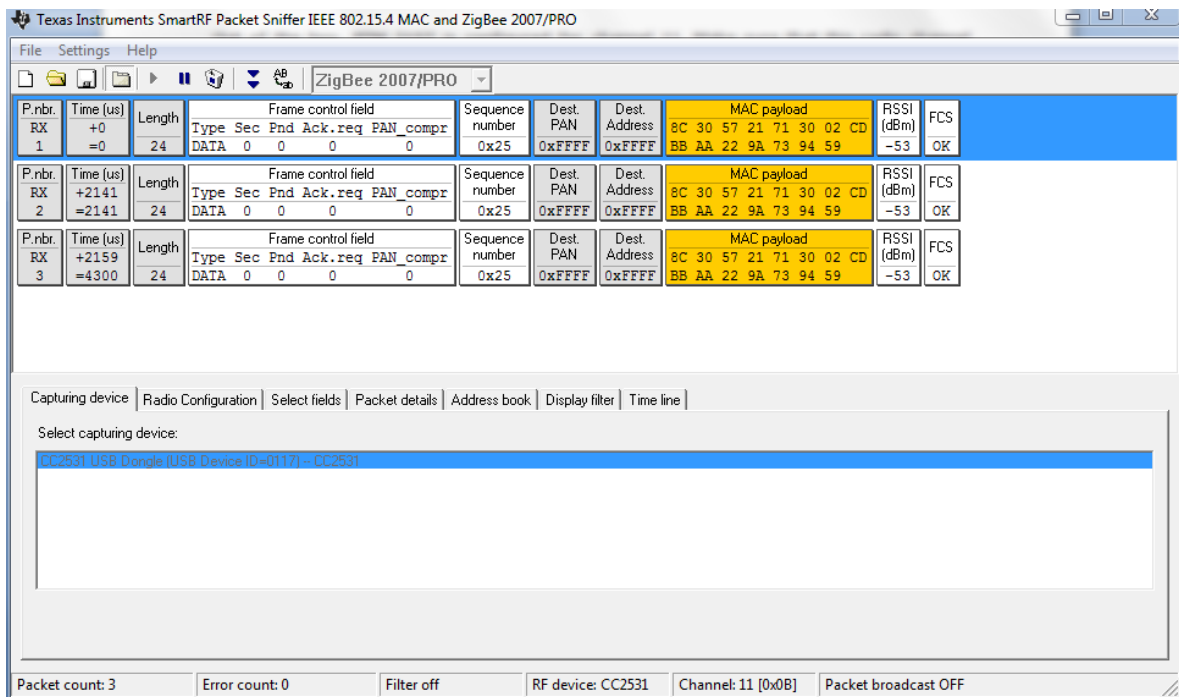 Texas Instruments SmartRF Packet Sniffer IEEE 802.15.4 MAC and ZigBee 2007/PRO
File Settings Help
ZigBee 2007/PRO
P.nbr. Time (us) Length Frame control field Sequence number Dest. PAN Dest. Address MAC payload RSSI (dBm) FCS
RX +0 Type Sec Pnd Ack.req PAN_compr 8C 30 57 21 71 30 02 CD
1 =0 24 DATA 0 0 0 0 0x25 0xFFFF 0xFFFF BB AA 22 9A 73 94 59 -53 OK
P.nbr. Time (us) Length Frame control field Sequence number Dest. PAN Dest. Address MAC payload RSSI (dBm) FCS
RX +2141 Type Sec Pnd Ack.req PAN_compr 8C 30 57 21 71 30 02 CD
2 =2141 24 DATA 0 0 0 0 0x25 0xFFFF 0xFFFF BB AA 22 9A 73 94 59 -53 OK
P.nbr. Time (us) Length Frame control field Sequence number Dest. PAN Dest. Address MAC payload RSSI (dBm) FCS
RX +2159 Type Sec Pnd Ack.req PAN_compr 8C 30 57 21 71 30 02 CD
3 =4300 24 DATA 0 0 0 0 0x25 0xFFFF 0xFFFF BB AA 22 9A 73 94 59 -53 OK
Capturing device Radio Configuration Select fields Packet details Address book Display filter Time line
Select capturing device:
CC2531 USB Dongle (USB Device ID=0117) -- CC2531
Packet count: 3 Error count: 0 Filter off RF device: CC2531 Channel: 11 [0x0B] Packet broadcast OFF